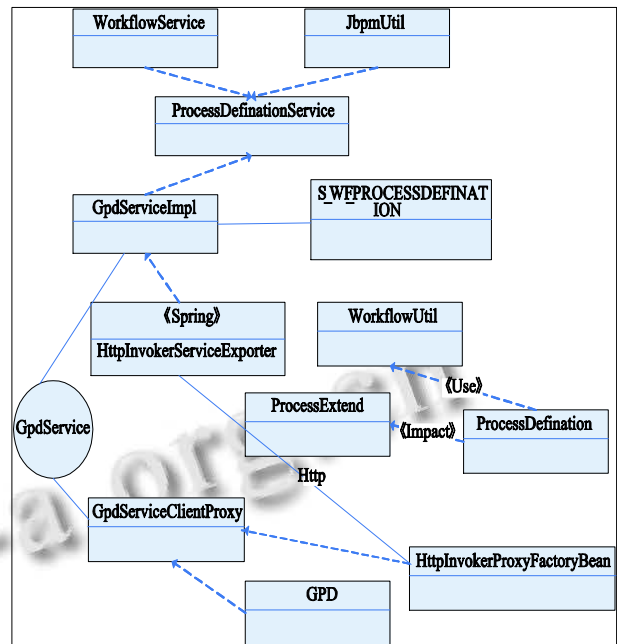 WorkflowService
JbpmUtil
ProcessDefinationService
GpdServiceImpl
S_WFPROCESSDEFINAT
ION
《Spring》
HttpInvokerServiceExporter
WorkflowUtil
《Use》
ProcessExtend
《Impact》
ProcessDefination
GpdService
Http
GpdServiceClientProxy
HttpInvokerProxyFactoryBean
GPD